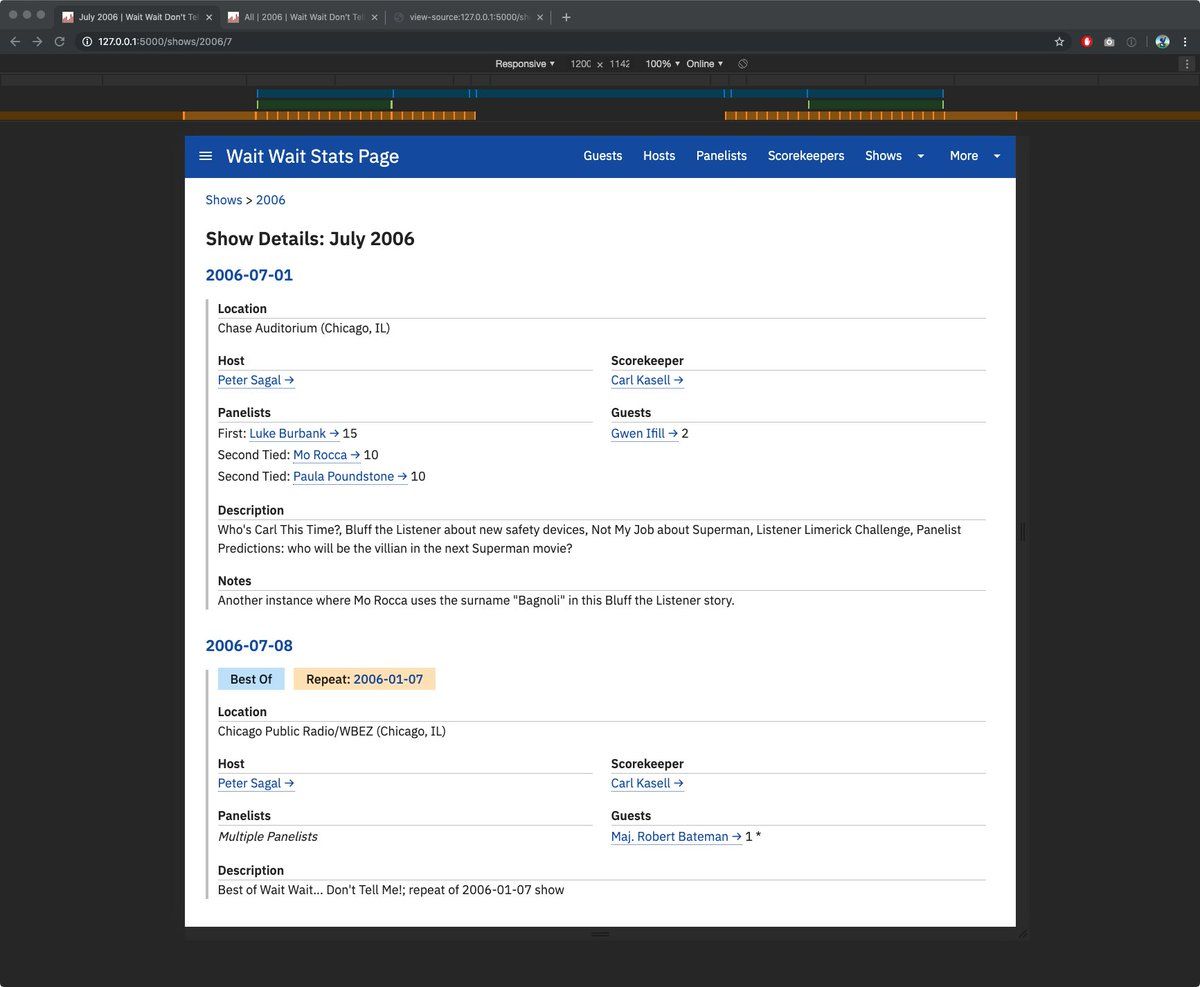 July 2006 | Wait Wait Don't Tel
All | 2006 | Wait Wait Don't Tel
view-source:127.0.0.1:5000/sh
127.0.0.1:5000/shows/2006/7
Responsive
1200 x 1142
100%
Online
Wait Wait Stats Page
Guests Hosts Panelists Scorekeepers Shows More
Shows > 2006
Show Details: July 2006
2006-07-01
Location
Chase Auditorium (Chicago, IL)
Host Scorekeeper
Peter Sagal → Carl Kasell →
Panelists Guests
First: Luke Burbank → 15 Gwen Ifill → 2
Second Tied: Mo Rocca → 10
Second Tied: Paula Poundstone → 10
Description
Who's Carl This Time?, Bluff the Listener about new safety devices, Not My Job about Superman, Listener Limerick Challenge, Panelist
Predictions: who will be the villian in the next Superman movie?
Notes
Another instance where Mo Rocca uses the surname "Bagnoli" in this Bluff the Listener story.
2006-07-08
Best Of Repeat: 2006-01-07
Location
Chicago Public Radio/WBEZ (Chicago, IL)
Host Scorekeeper
Peter Sagal → Carl Kasell →
Panelists Guests
Multiple Panelists Maj. Robert Bateman → 1 *
Description
Best of Wait Wait... Don't Tell Me!; repeat of 2006-01-07 show